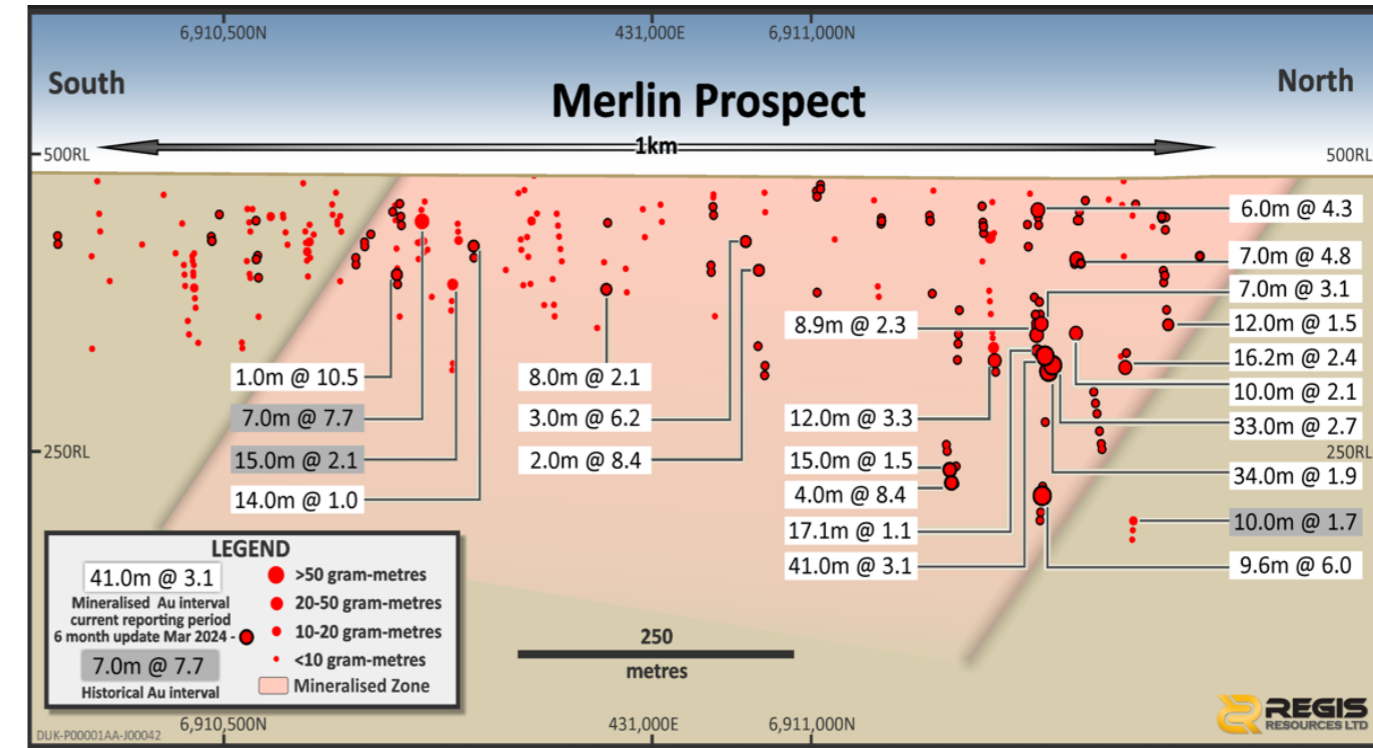 6,910,500N 431,000E 6,911,000N
South
North
Merlin Prospect
1km
500RL
500RL
6.0m @ 4.3
7.0m @ 4.8
7.0m @ 3.1
8.9m @ 2.3
12.0m @ 1.5
16.2m @ 2.4
1.0m @ 10.5
8.0m @ 2.1
10.0m @ 2.1
7.0m @ 7.7
3.0m @ 6.2
12.0m @ 3.3
33.0m @ 2.7
250RL
250RL
15.0m @ 2.1
2.0m @ 8.4
15.0m @ 1.5
34.0m @ 1.9
14.0m @ 1.0
4.0m @ 8.4
10.0m @ 1.7
17.1m @ 1.1
41.0m @ 3.1
9.6m @ 6.0
LEGEND
41.0m @ 3.1
Mineralised Au interval
current reporting period
6 month update Mar 2024 -
7.0m @ 7.7
Historical Au interval
>50 gram-metres
20-50 gram-metres
10-20 gram-metres
<10 gram-metres
Mineralised Zone
250
metres
6,910,500N 431,000E 6,911,000N
DUK-P00001AA-J00042
REGIS
RESOURCES LTD